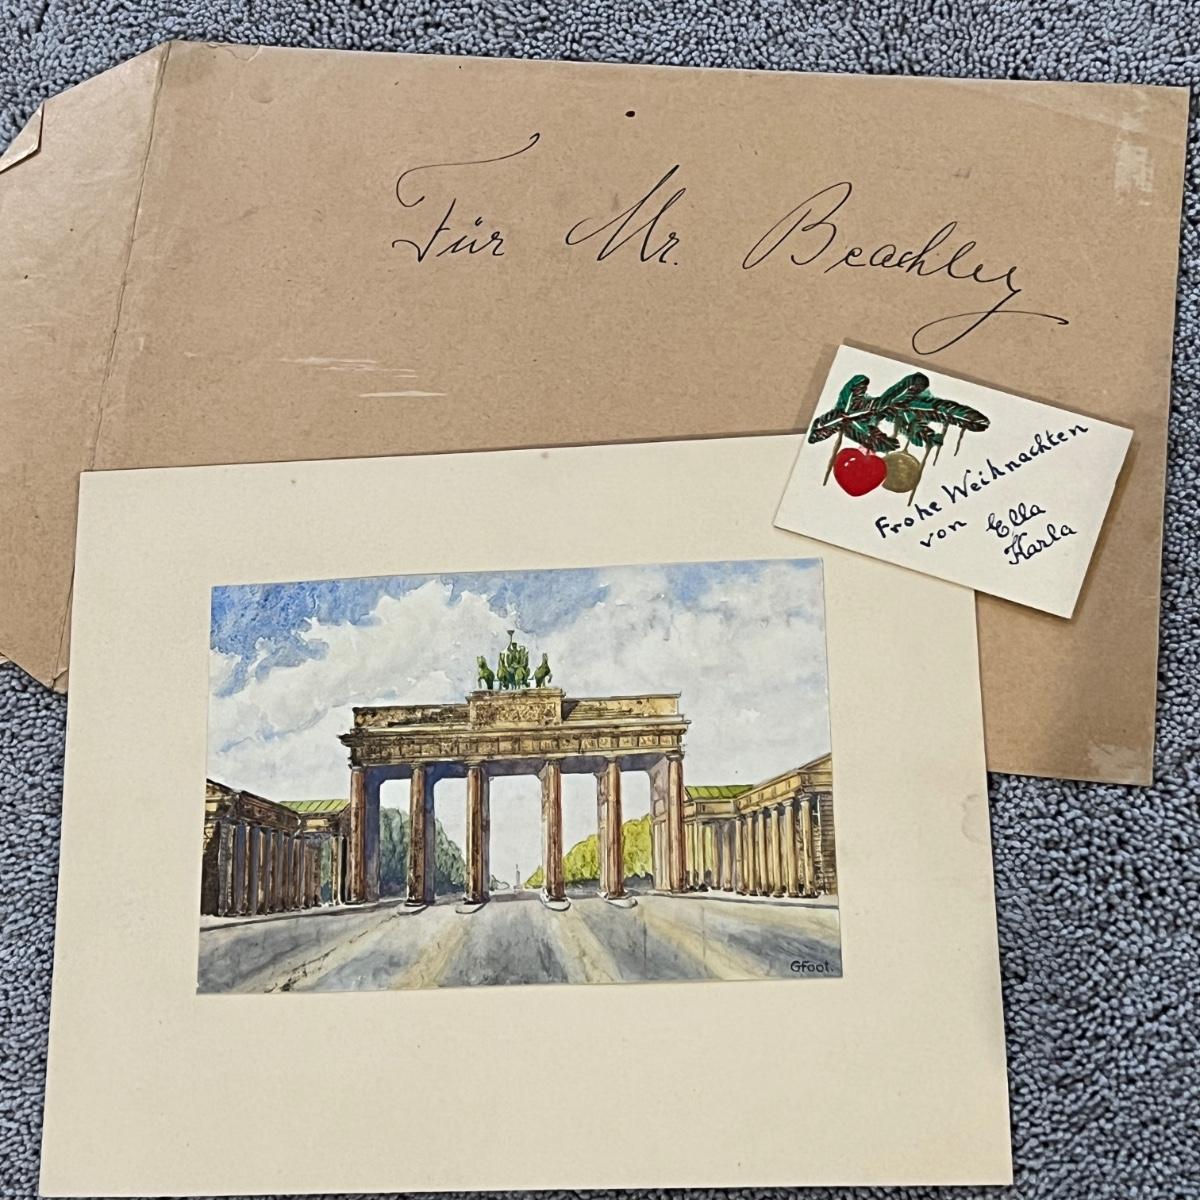 Für Mr. Beachley
Frohe Weihnachten
von Ella
Karla
GFoot.